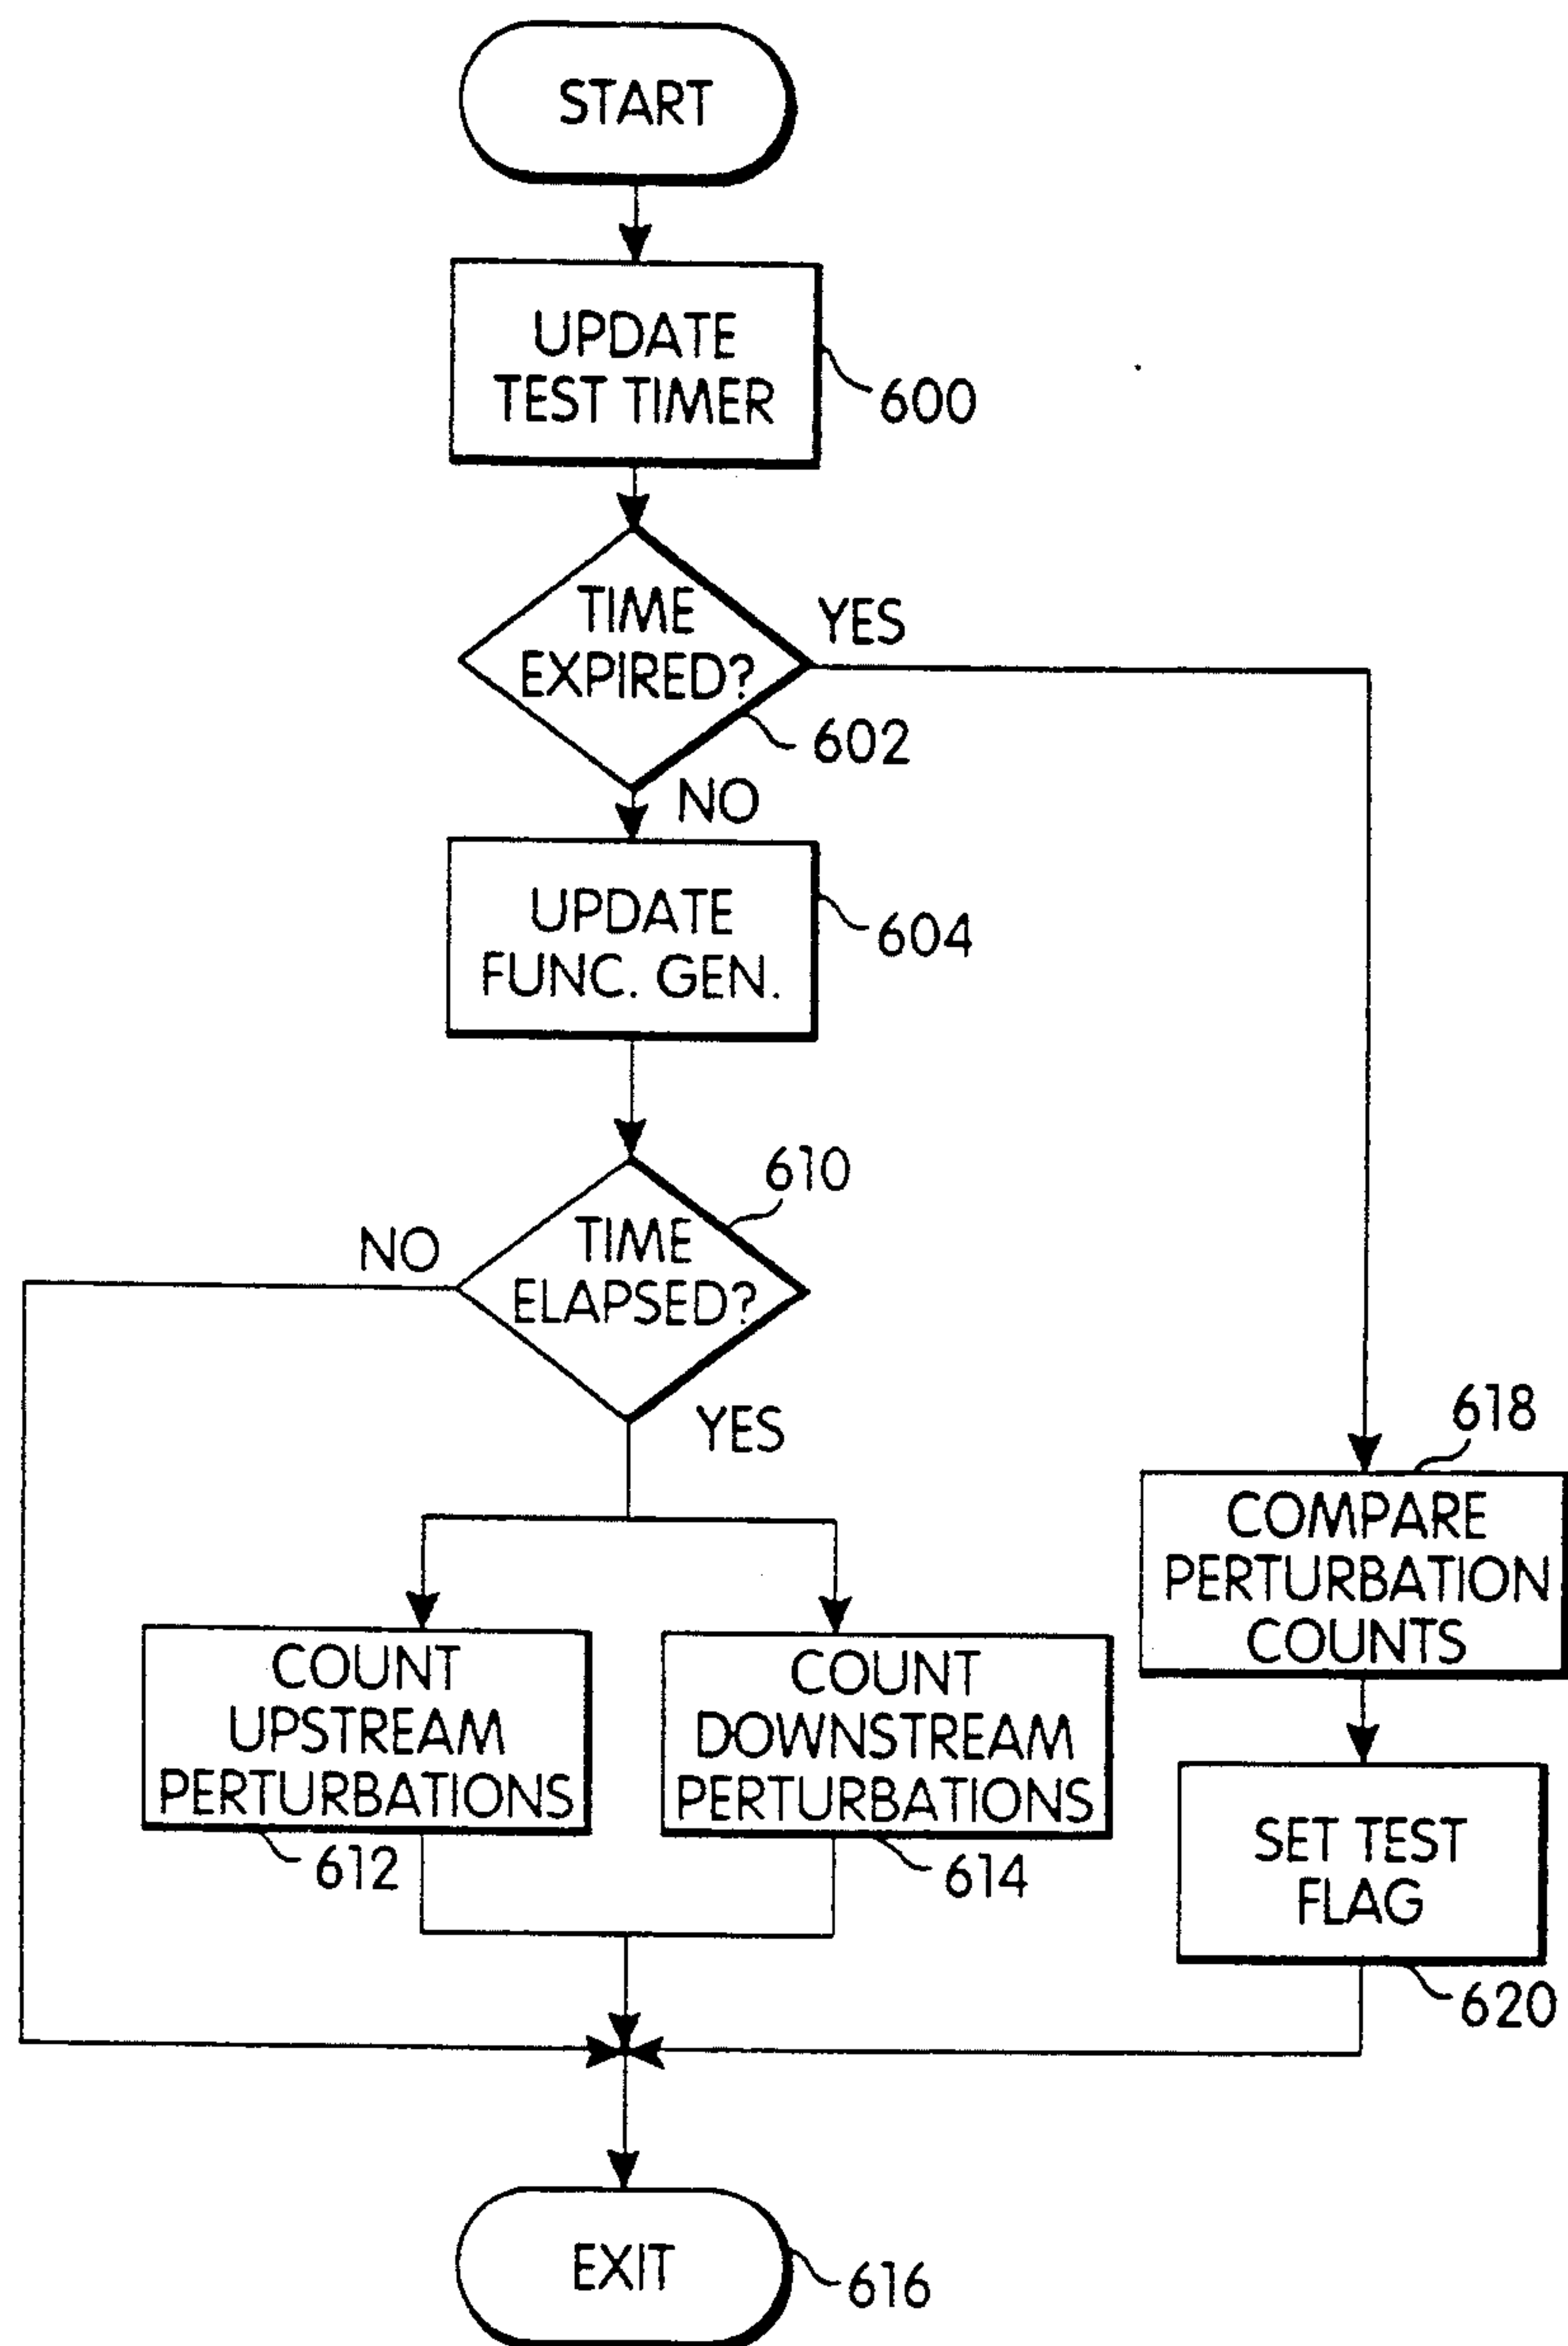 START
UPDATE
TEST TIMER
600
TIME
EXPIRED?
YES
602
NO
UPDATE
FUNC. GEN.
604
610
TIME
ELAPSED?
NO
YES
618
COMPARE
PERTURBATION
COUNTS
COUNT
UPSTREAM
PERTURBATIONS
612
COUNT
DOWNSTREAM
PERTURBATIONS
614
SET TEST
FLAG
620
EXIT
616